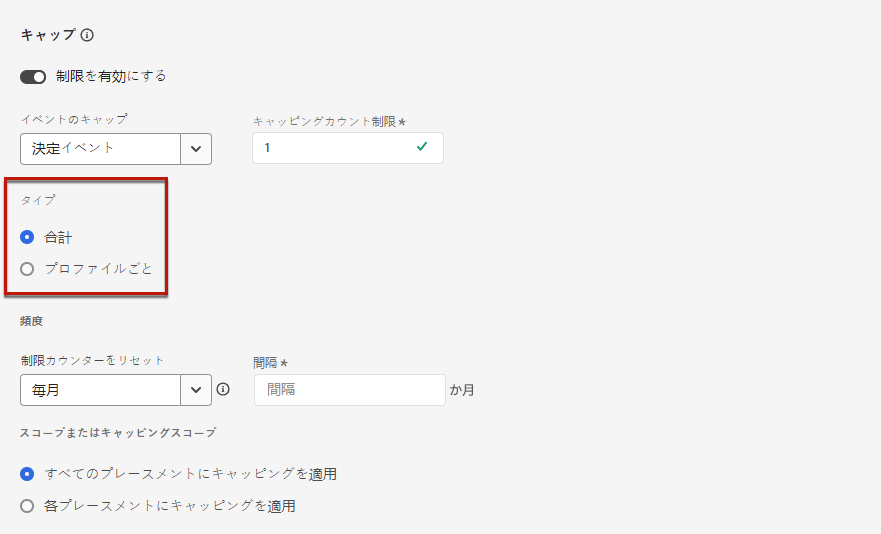 キャップ
制限を有効にする
イベントのキャップ
キャッピングカウント制限*
決定イベント
1
タイプ
合計
プロファイルごと
頻度
制限カウンターをリセット
間隔*
毎月
間隔
か月
スコープまたはキャッピングスコープ
すべてのプレースメントにキャッピングを適用
各プレースメントにキャッピングを適用